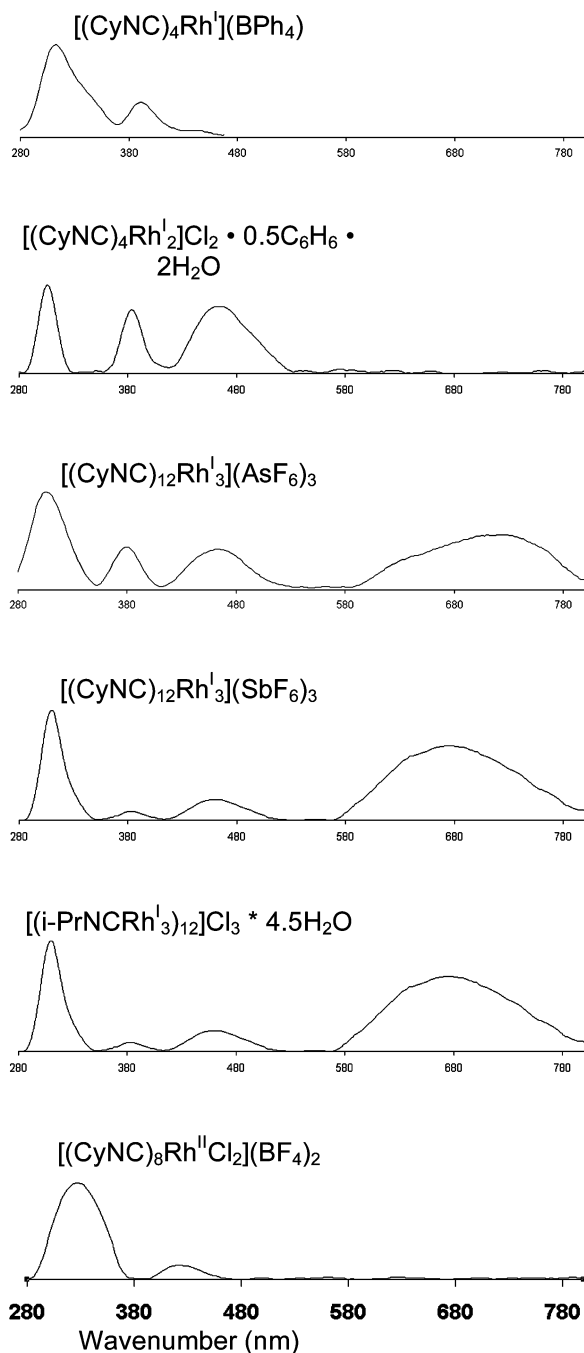 [(CyNC)₄Rhᴵ](BPh₄)
280 380 480 580 680 780
[(CyNC)₄Rhᴵ₂]Cl₂ • 0.5C₆H₆ •
2H₂O
280 380 480 580 680 780
[(CyNC)₁₂Rhᴵ₃](AsF₆)₃
280 380 480 580 680 780
[(CyNC)₁₂Rhᴵ₃](SbF₆)₃
280 380 480 580 680 780
[(i-PrNCRhᴵ₃)₁₂]Cl₃ * 4.5H₂O
280 380 480 580 680 780
[(CyNC)₈RhᴵᴵCl₂](BF₄)₂
280 380 480 580 680 780
Wavenumber (nm)